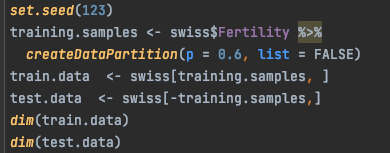 set.seed(123)
training.samples <- swiss$Fertility %>%
  createDataPartition(p = 0.6, list = FALSE)
train.data  <- swiss[training.samples, ]
test.data  <- swiss[-training.samples,]
dim(train.data)
dim(test.data)